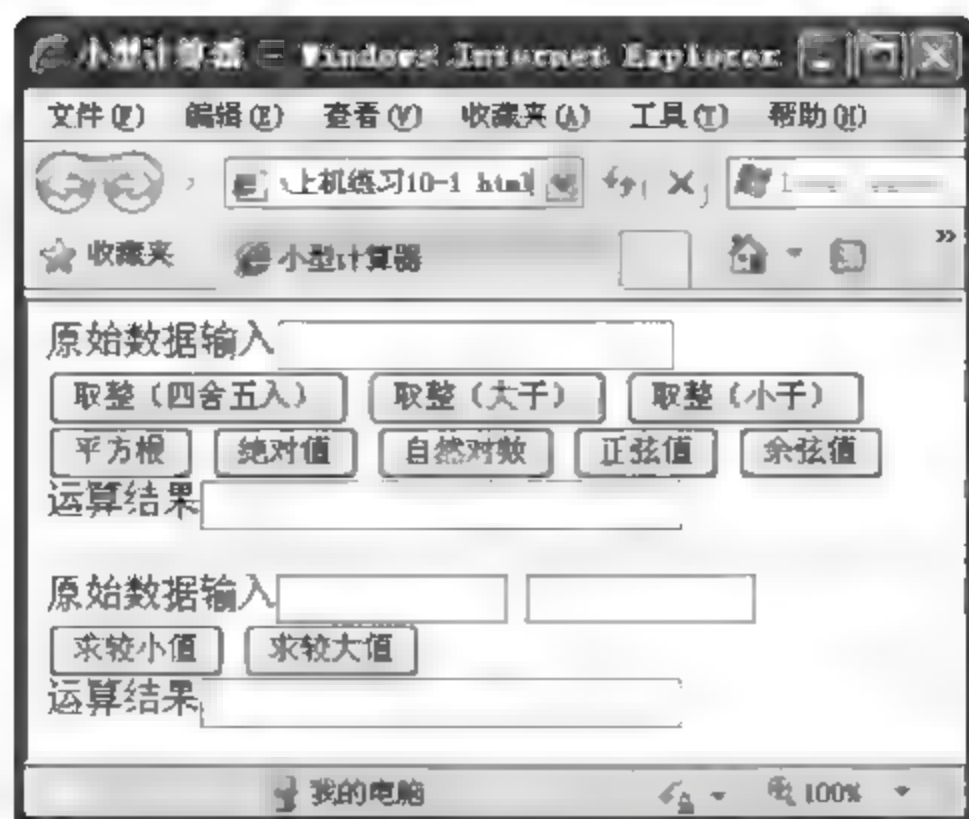 小型计算器 - Windows Internet Explorer
文件(F) 编辑(E) 查看(V) 收藏夹(A) 工具(T) 帮助(H)
\上机练习10-1 html
收藏夹 小型计算器
原始数据输入
取整（四舍五入） 取整（大于） 取整（小于）
平方根 绝对值 自然对数 正弦值 余弦值
运算结果
原始数据输入
求较小值 求较大值
运算结果
我的电脑 100%